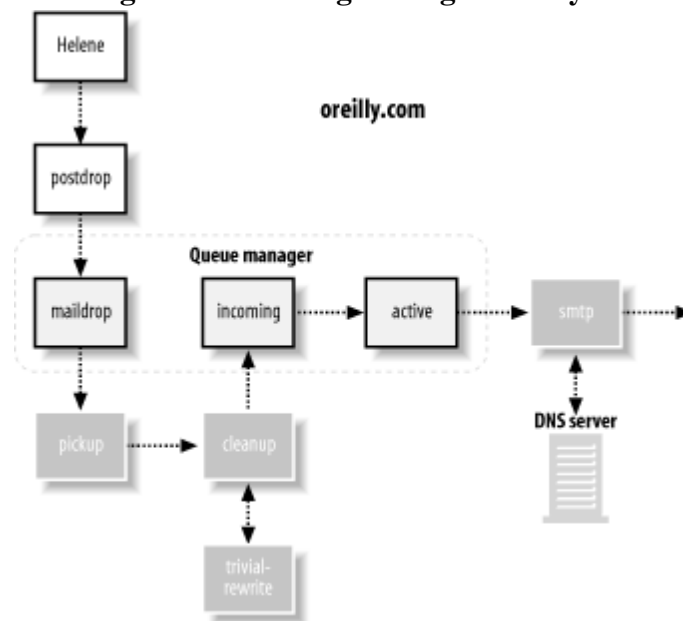 Helene
oreilly.com
postdrop
Queue manager
maildrop
incoming
active
smtp
pickup
cleanup
DNS server
trivial-
rewrite